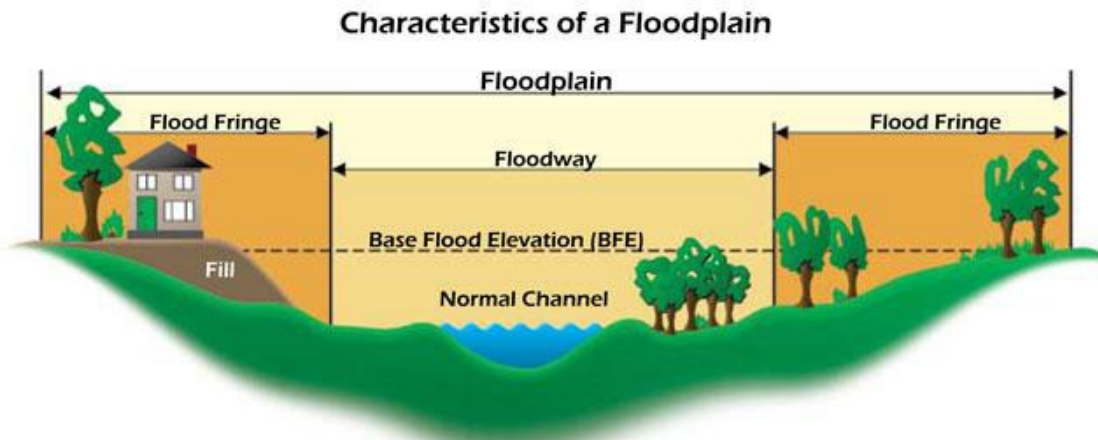 Characteristics of a Floodplain
Floodplain
Flood Fringe
Flood Fringe
Floodway
Base Flood Elevation (BFE)
Fill
Normal Channel